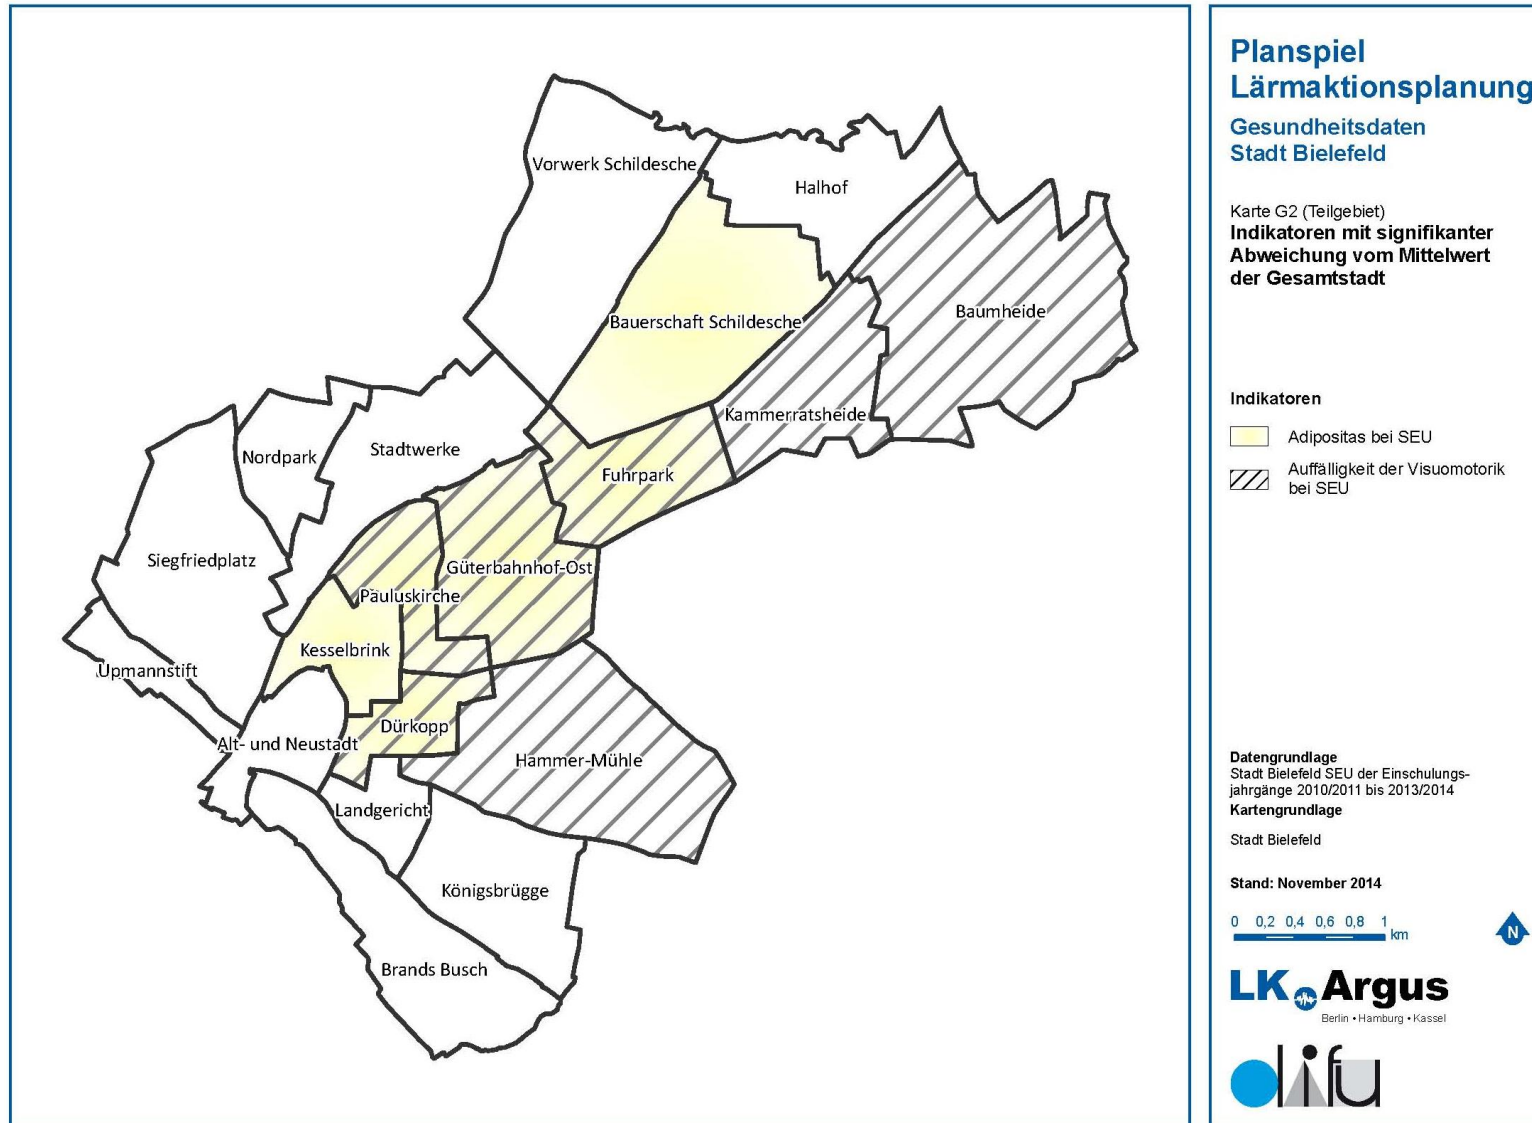 Vorwerk Schildesche
Halhof
Baumheide
Bauerschaft Schildesche
Kammerratsheide
Nordpark
Stadtwerke
Fuhrpark
Siegfriedplatz
Güterbahnhof-Ost
Pauluskirche
Kesselbrink
Upmannstift
Dürkopp
Alt- und Neustadt
Hammer-Mühle
Landgericht
Königsbrügge
Brands Busch
Planspiel
Lärmaktionsplanung
Gesundheitsdaten
Stadt Bielefeld
Karte G2 (Teilgebiet)
Indikatoren mit signifikanter
Abweichung vom Mittelwert
der Gesamtstadt
Indikatoren
Adipositas bei SEU
Auffälligkeit der Visuomotorik
bei SEU
Datengrundlage
Stadt Bielefeld SEU der Einschulungs-
jahrgänge 2010/2011 bis 2013/2014
Kartengrundlage
Stadt Bielefeld
Stand: November 2014
0 0,2 0,4 0,6 0,8 1
km
N
LK Argus
Berlin • Hamburg • Kassel
difu